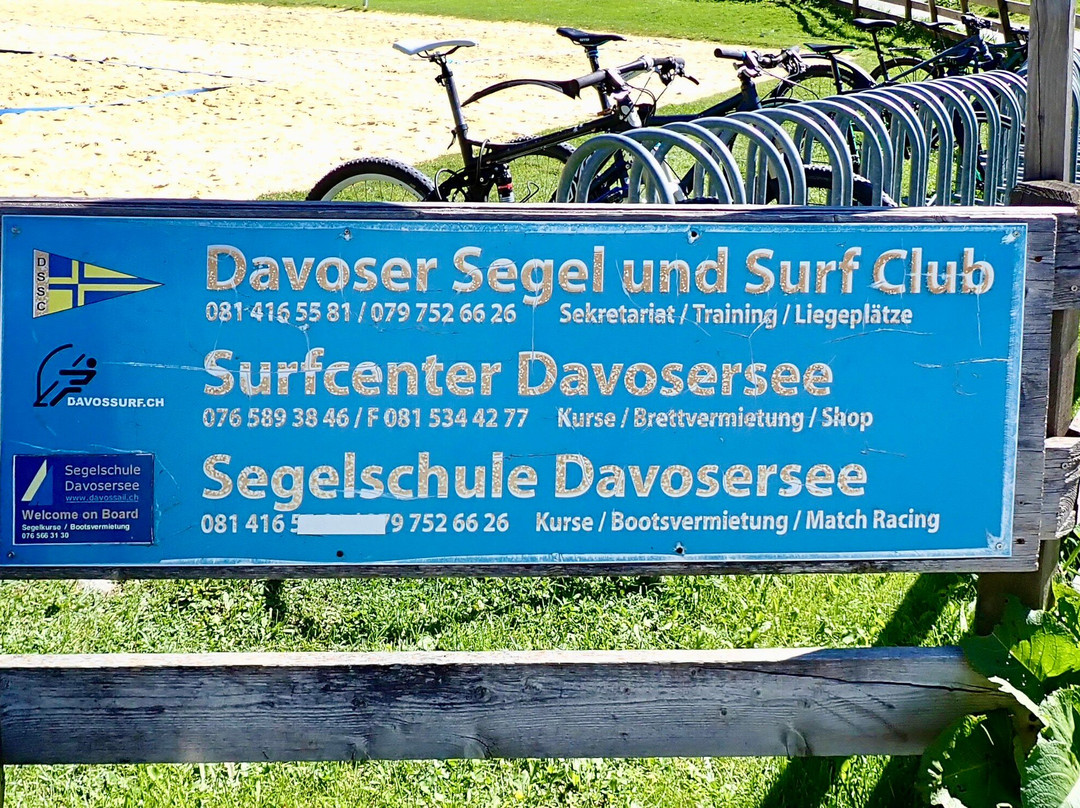 DSSC
Davoser Segel und Surf Club
081 416 55 81 / 079 752 66 26 Sekretariat / Training / Liegeplätze
DAVOSSURF.CH
Surfcenter Davosersee
076 589 38 46 / F 081 534 42 77 Kurse / Brettvermietung / Shop
Segelschule
Davosersee
www.davossail.ch
Welcome on Board
Segelkurse / Bootsvermietung
076 566 31 30
Segelschule Davosersee
081 416 9 752 66 26 Kurse / Bootsvermietung / Match Racing